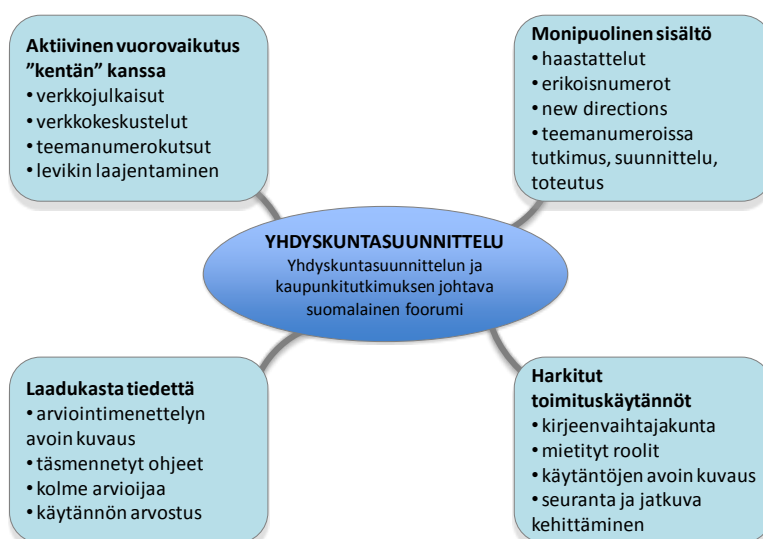 Aktiivinen vuorovaikutus
”kentän” kanssa
• verkkojulkaisut
• verkkokeskustelut
• teemanumerokutsut
• levikin laajentaminen
Monipuolinen sisältö
• haastattelut
• erikoisnumerot
• new directions
• teemanumeroissa
tutkimus, suunnittelu,
toteutus
YHDYSKUNTASUUNNITTELU
Yhdyskuntasuunnittelun ja
kaupunkitutkimuksen johtava
suomalainen foorumi
Laadukasta tiedettä
• arviointimenettelyn
avoin kuvaus
• täsmennetyt ohjeet
• kolme arvioijaa
• käytännön arvostus
Harkitut
toimituskäytännöt
• kirjeenvaihtajakunta
• mietityt roolit
• käytäntöjen avoin kuvaus
• seuranta ja jatkuva
kehittäminen